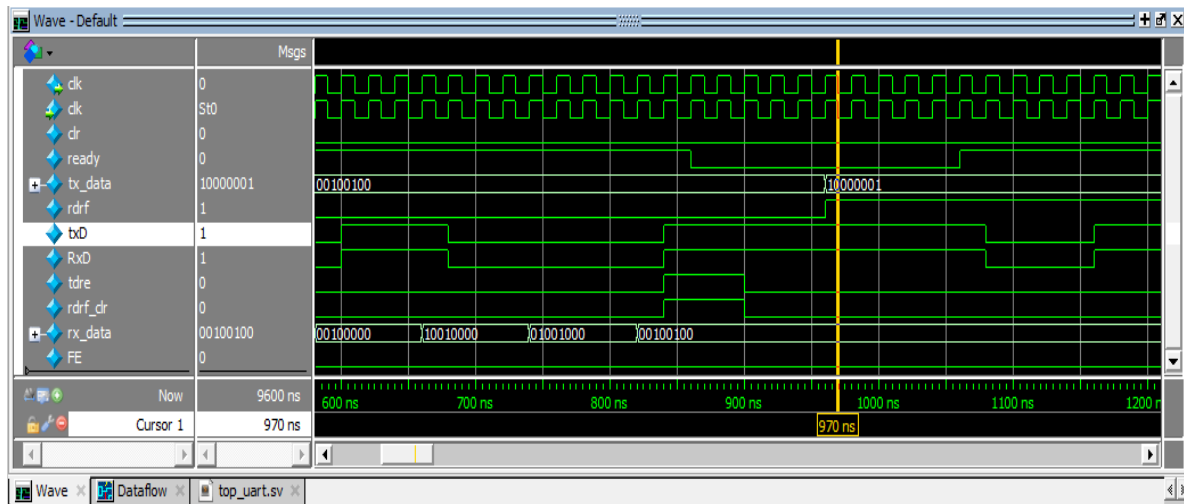 Wave - Default
Msgs
clk 0
clk St0
clr 0
ready 0
tx_data 10000001 00100100 10000001
rdrf 1
txD 1
RxD 1
tdre 0
rdrf_clr 0
rx_data 00100100 00100000 10010000 01001000 00100100
FE 0
Now 9600 ns 600 ns 700 ns 800 ns 900 ns 1000 ns 1100 ns 1200 n
Cursor 1 970 ns 970 ns
Wave Dataflow top_uart.sv